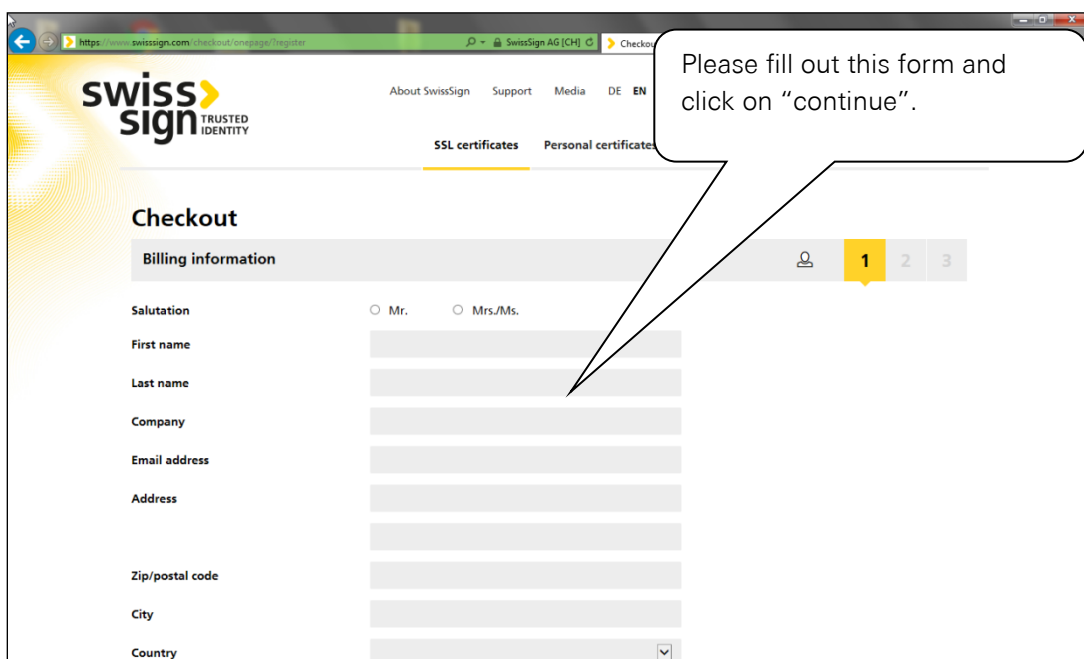 https://www.swisssign.com/checkout/onepage/?register
SwissSign AG [CH]
Checkou
Please fill out this form and
click on “continue”.
swiss
sign TRUSTED
IDENTITY
About SwissSign Support Media DE EN
SSL certificates Personal certificates
Checkout
Billing information
1 2 3
Salutation
Mr. Mrs./Ms.
First name
Last name
Company
Email address
Address
Zip/postal code
City
Country